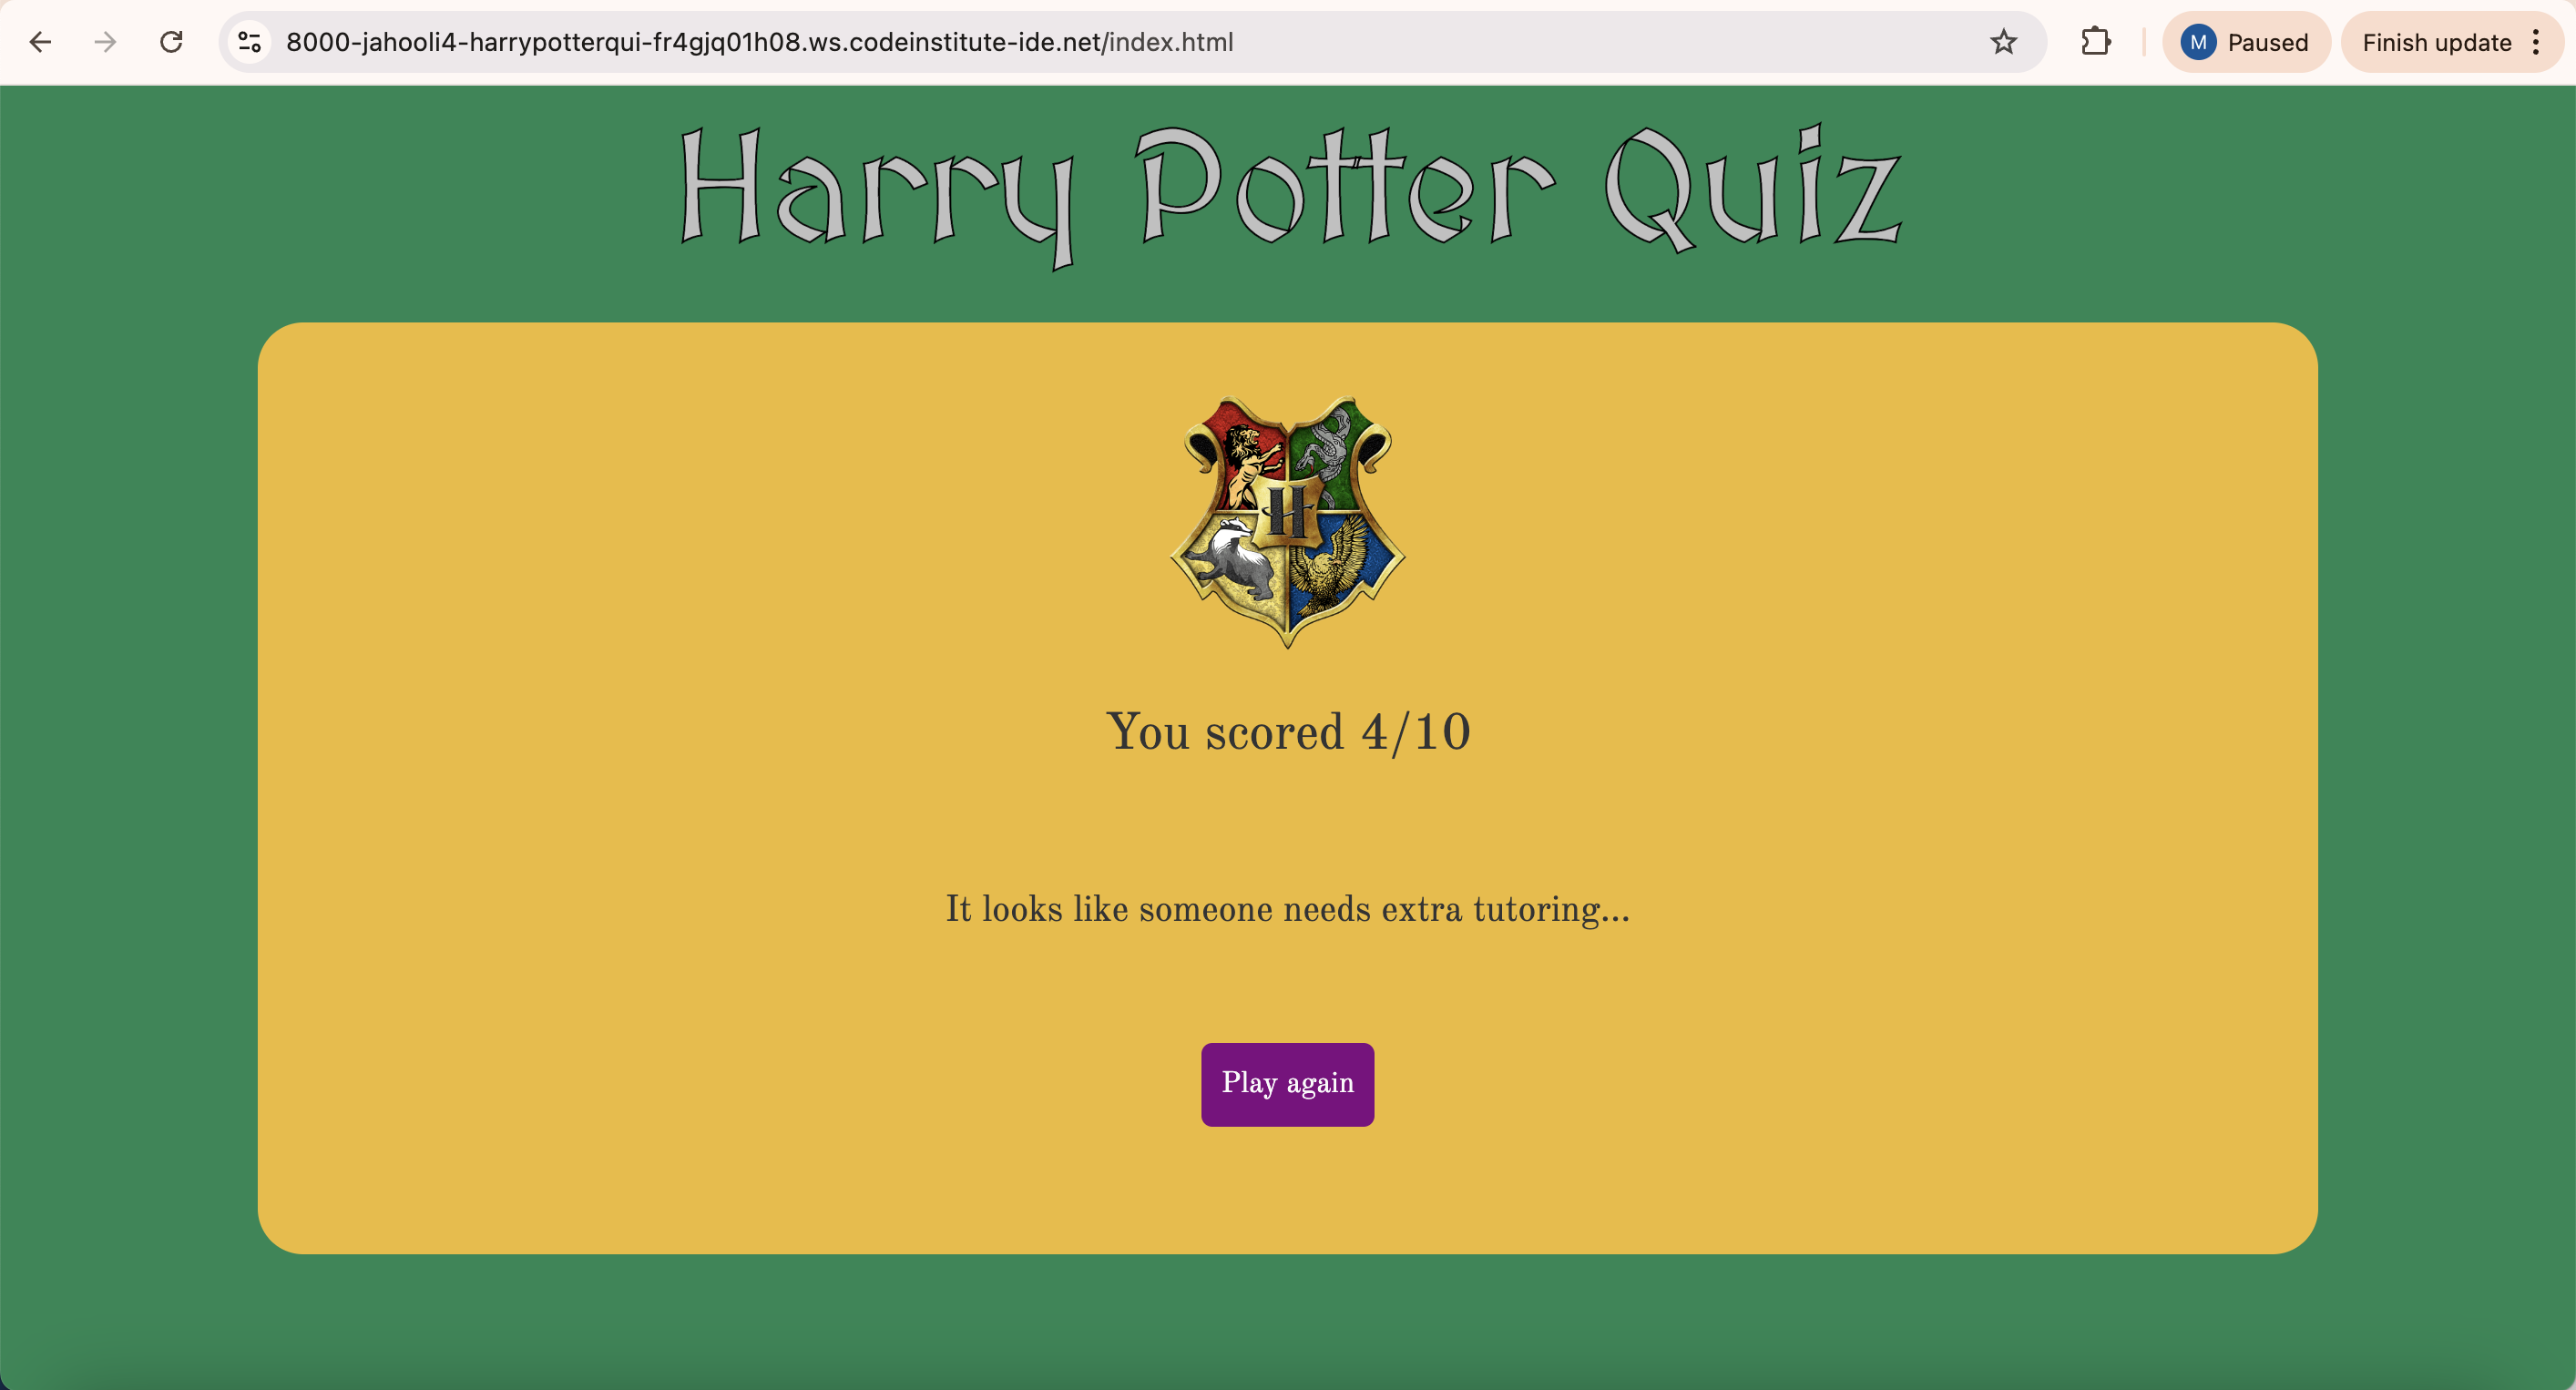 8000-jahooli4-harrypotterqui-fr4gjq01h08.ws.codeinstitute-ide.net/index.html
M Paused
Finish update
Harry Potter Quiz
H
You scored 4/10
It looks like someone needs extra tutoring...
Play again